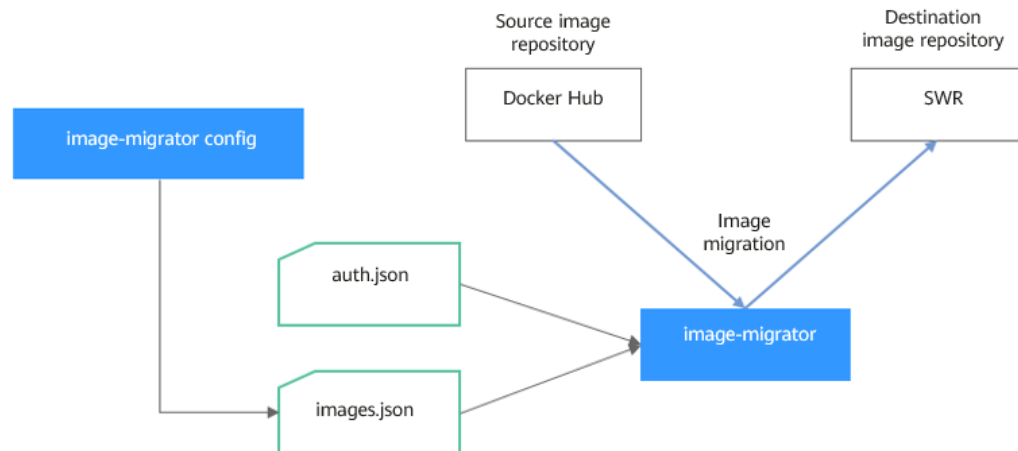 Source image
repository
Destination
image repository
Docker Hub
SWR
image-migrator config
Image
migration
auth.json
image-migrator
images.json